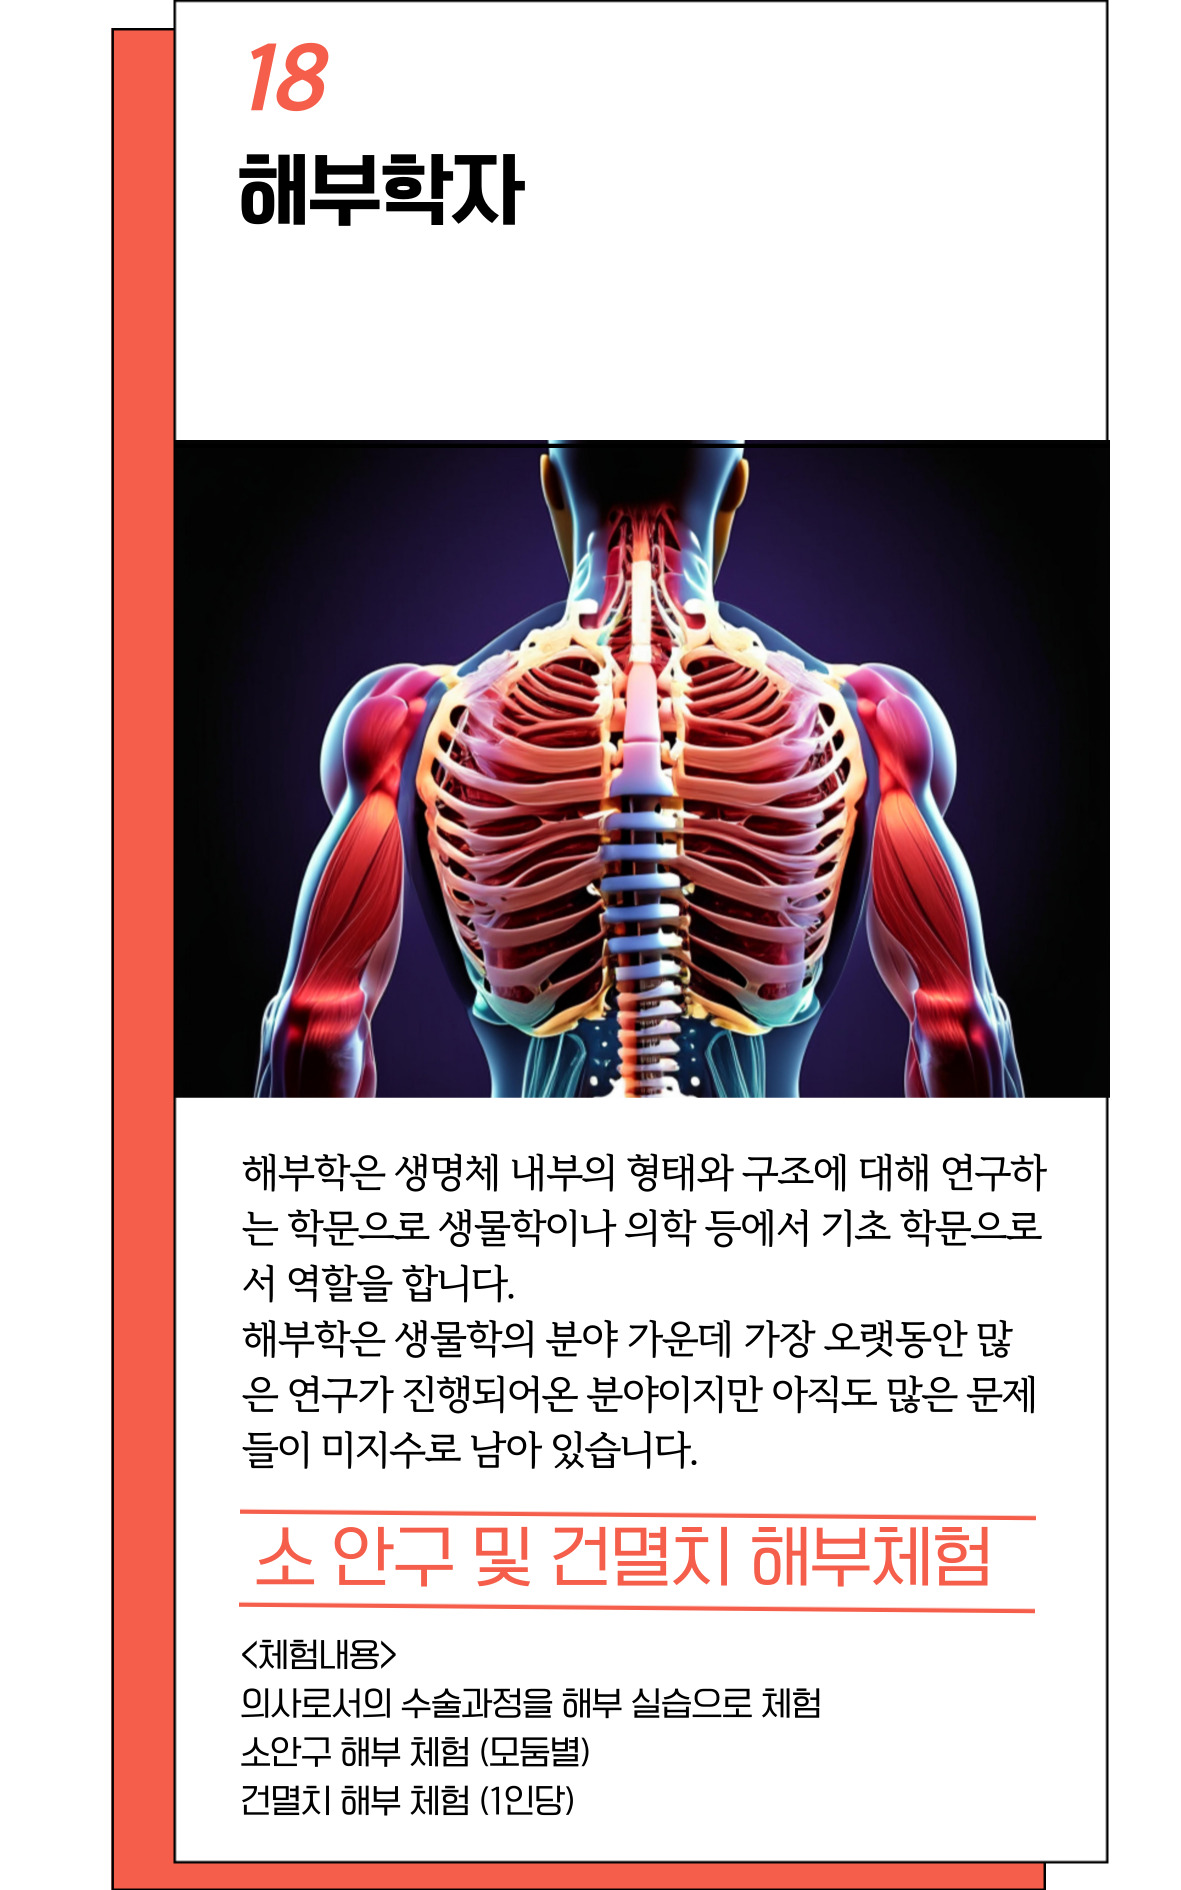 18
해부학자
해부학은 생명체 내부의 형태와 구조에 대해 연구하
는 학문으로 생물학이나 의학 등에서 기초 학문으로
서 역할을 합니다.
해부학은 생물학의 분야 가운데 가장 오랫동안 많
은 연구가 진행되어온 분야이지만 아직도 많은 문제
들이 미지수로 남아 있습니다.
소 안구 및 건멸치 해부체험
<체험내용>
의사로서의 수술과정을 해부 실습으로 체험
소안구 해부 체험 (모둠별)
건멸치 해부 체험 (1인당)